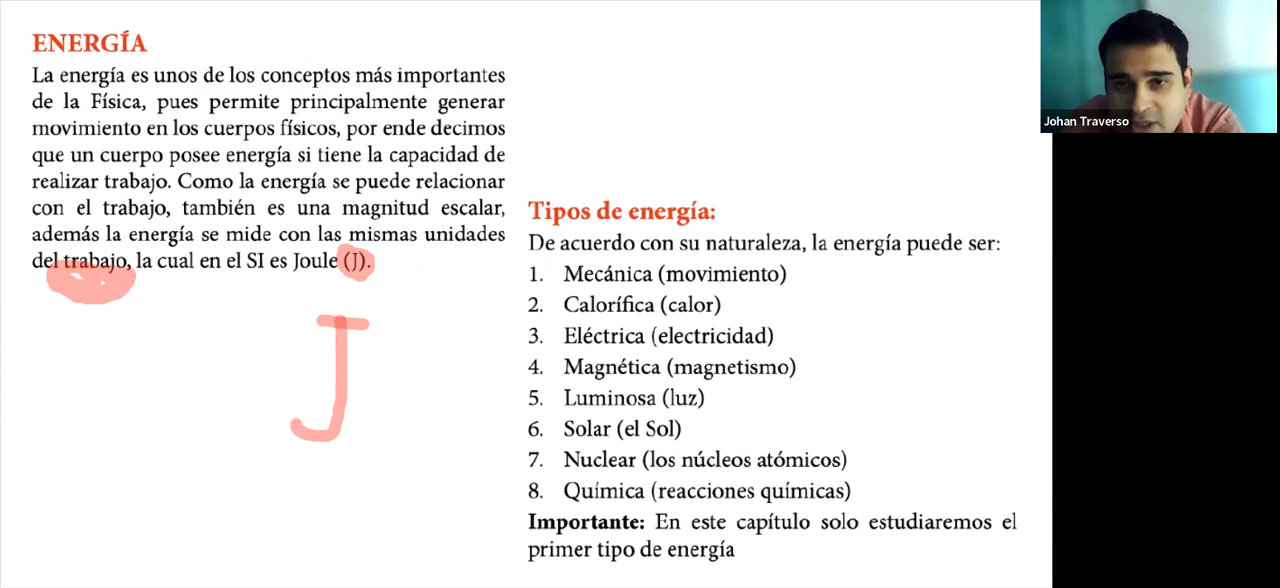 ENERGÍA
La energía es unos de los conceptos más importantes
de la Física, pues permite principalmente generar
movimiento en los cuerpos físicos, por ende decimos
que un cuerpo posee energía si tiene la capacidad de
realizar trabajo. Como la energía se puede relacionar
con el trabajo, también es una magnitud escalar,
además la energía se mide con las mismas unidades
del trabajo, la cual en el SI es Joule (J).
J
Tipos de energía:
De acuerdo con su naturaleza, la energía puede ser:
1. Mecánica (movimiento)
2. Calorífica (calor)
3. Eléctrica (electricidad)
4. Magnética (magnetismo)
5. Luminosa (luz)
6. Solar (el Sol)
7. Nuclear (los núcleos atómicos)
8. Química (reacciones químicas)
Importante: En este capítulo solo estudiaremos el
primer tipo de energía
Johan Traverso